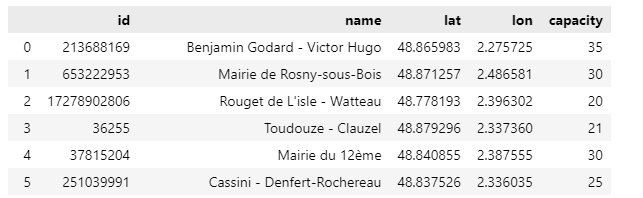 id name lat lon capacity
0 213688169 Benjamin Godard - Victor Hugo 48.865983 2.275725 35
1 653222953 Mairie de Rosny-sous-Bois 48.871257 2.486581 30
2 17278902806 Rouget de L'isle - Watteau 48.778193 2.396302 20
3 36255 Toudouze - Clauzel 48.879296 2.337360 21
4 37815204 Mairie du 12ème 48.840855 2.387555 30
5 251039991 Cassini - Denfert-Rochereau 48.837526 2.336035 25